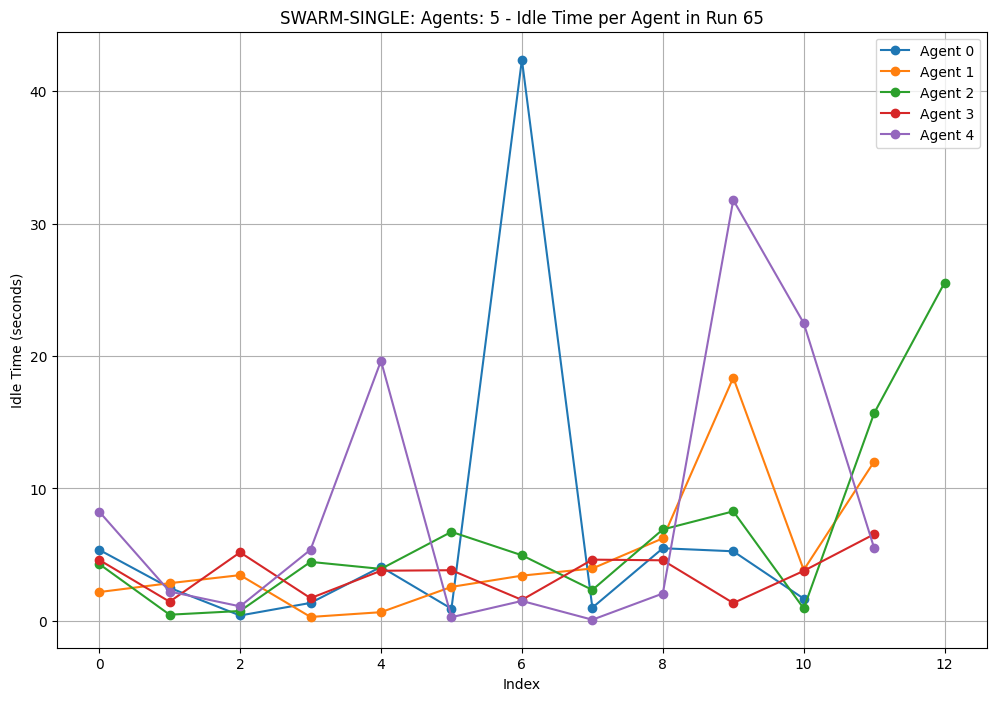 SWARM-SINGLE: Agents: 5 - Idle Time per Agent in Run 65
Agent 0
Agent 1
Agent 2
Agent 3
Agent 4
Idle Time (seconds)
40
30
20
10
0
0 2 4 6 8 10 12
Index